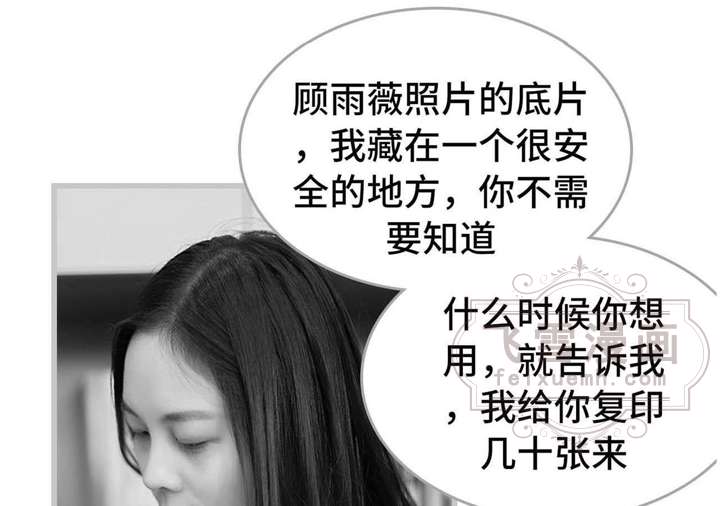 顾雨薇照片的底片
，我藏在一个很安
全的地方，你不需
要知道
什么时候你想
用，就告诉我
，我给你复印
几十张来
飞雪漫画
feixuemh.com